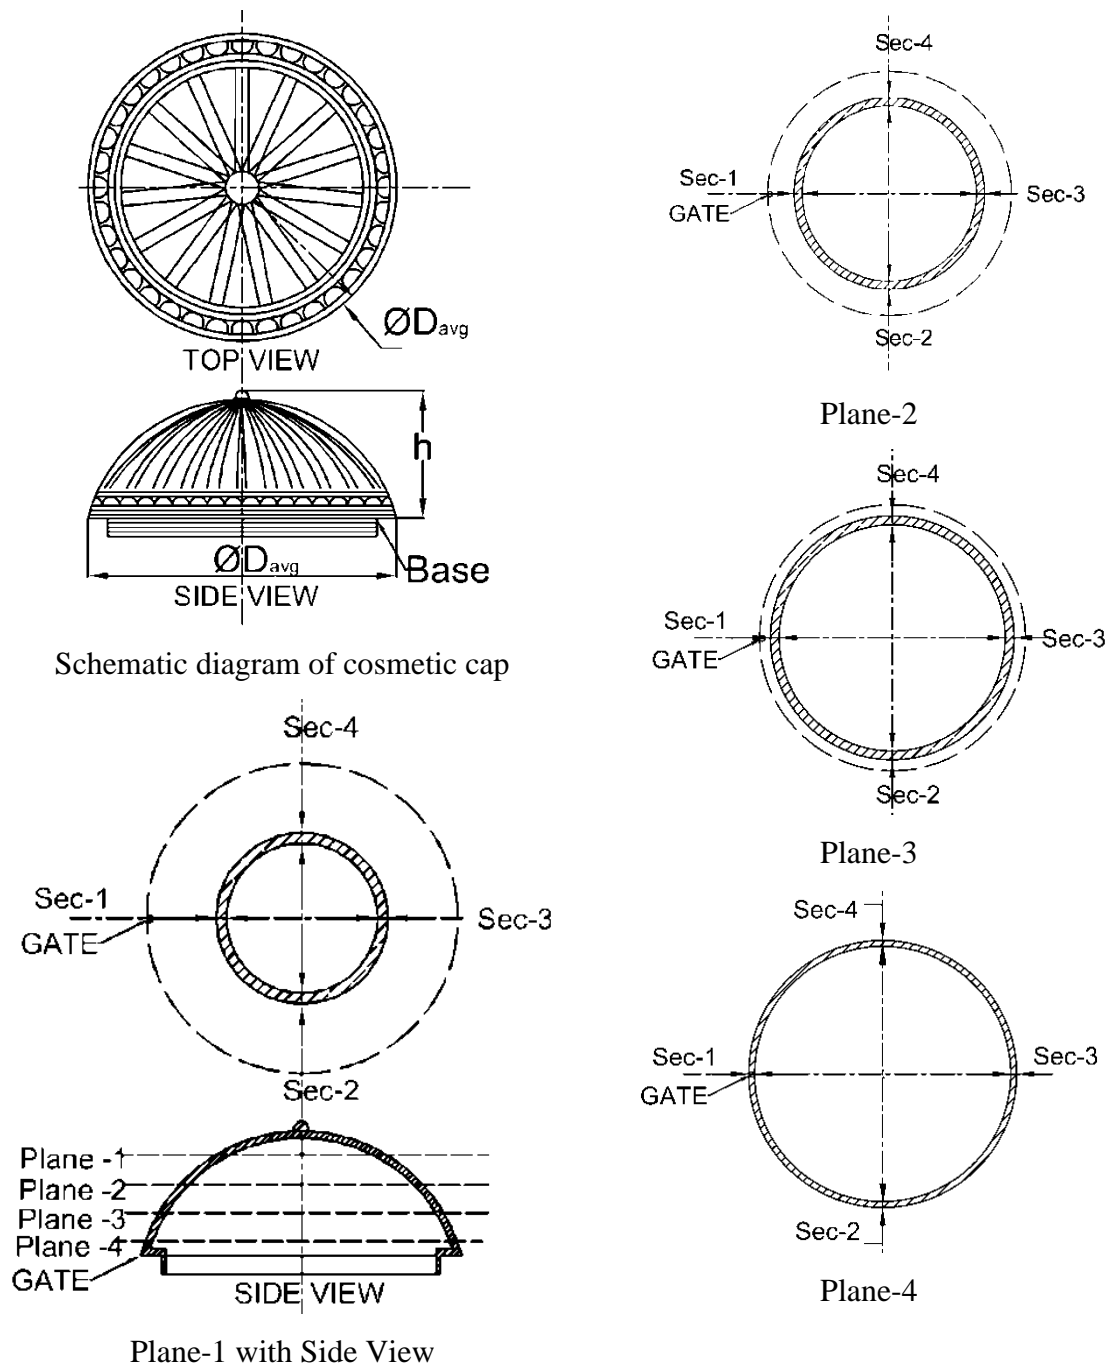 ØDavg
TOP VIEW
h
ØDavg
Base
SIDE VIEW
Schematic diagram of cosmetic cap
Sec-4
Sec-1
GATE
Sec-3
Sec-2
Plane -1
Plane -2
Plane -3
Plane -4
GATE
SIDE VIEW
Plane-1 with Side View
Sec-4
Sec-1
GATE
Sec-3
Sec-2
Plane-2
Sec-4
Sec-1
GATE
Sec-3
Sec-2
Plane-3
Sec-4
Sec-1
GATE
Sec-3
Sec-2
Plane-4